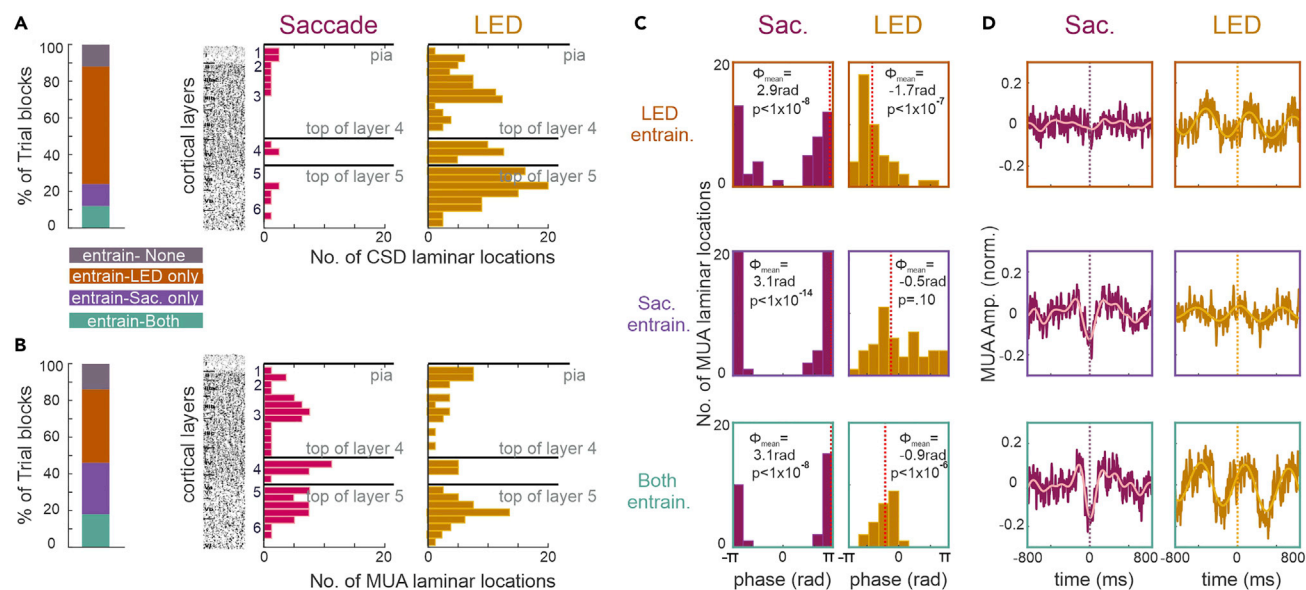 A
Saccade
LED
% of Trial blocks
100
80
60
40
20
0
cortical layers
1
2
3
4
5
6
pia
top of layer 4
top of layer 5
0
20
pia
top of layer 4
top of layer 5
0
20
No. of CSD laminar locations
entrain- None
entrain-LED only
entrain-Sac. only
entrain-Both
B
% of Trial blocks
100
80
60
40
20
0
cortical layers
1
2
3
4
5
6
pia
top of layer 4
top of layer 5
0
20
pia
top of layer 4
top of layer 5
0
20
No. of MUA laminar locations
C
Sac.
LED
No. of MUA laminar locations
LED
entrain.
20
0
Φmean=
2.9rad
p<1x10-8
Φmean=
-1.7rad
p<1x10-7
Sac.
entrain.
20
0
Φmean=
3.1rad
p<1x10-14
Φmean=
-0.5rad
p=.10
Both
entrain.
20
0
Φmean=
3.1rad
p<1x10-8
Φmean=
-0.9rad
p<1x10-6
-π
0
π
-π
0
π
phase (rad)
phase (rad)
D
Sac.
LED
MUA Amp. (norm.)
0.2
0
-0.2
0.2
0
-0.2
0.2
0
-0.2
-800
0
800
-800
0
800
time (ms)
time (ms)